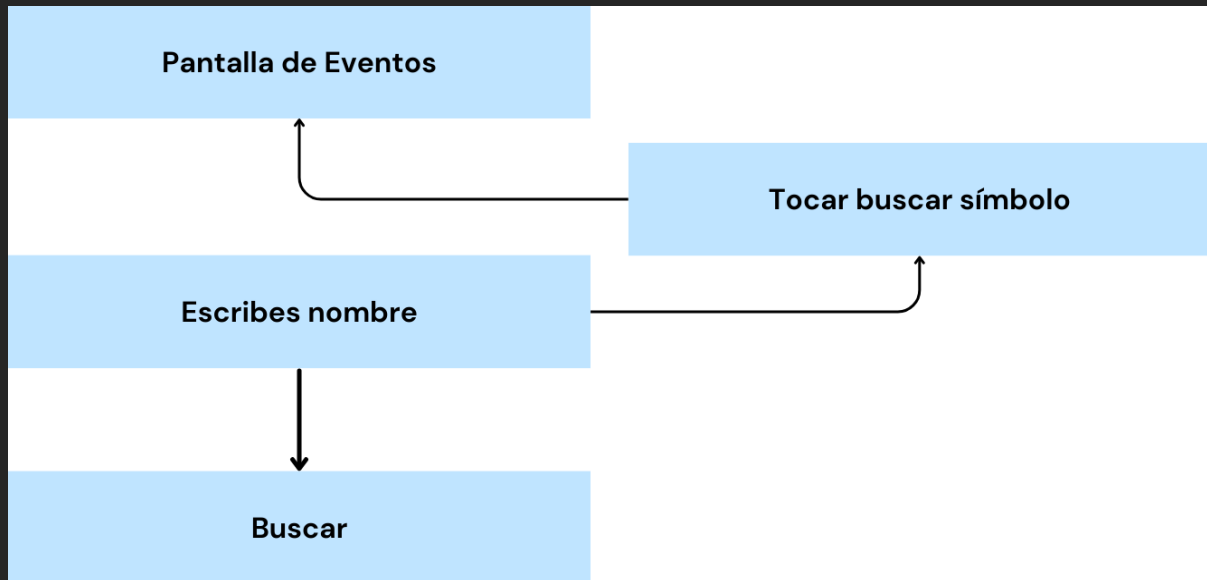 Pantalla de Eventos
Tocar buscar símbolo
Escribes nombre
Buscar